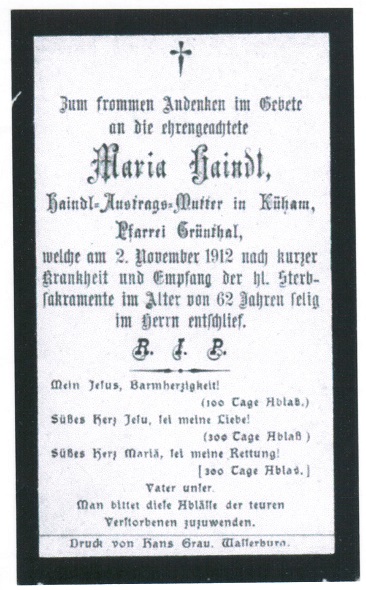 Zum frommen Andenken im Gebete
an die ehrengeachtete
Maria Haindl,
Haindl-Austrags-Mutter in Küham,
Pfarrei Grünthal,
welche am 2. November 1912 nach kurzer
Krankheit und Empfang der hl. Sterb-
sakramente im Alter von 62 Jahren selig
im Herrn entschlief.
R. I. P.
Mein Jesus, Barmherzigkeit!
(100 Tage Ablaß.)
Süßes Herz Jesu, sei meine Liebe!
(300 Tage Ablaß)
Süßes Herz Mariä, sei meine Rettung!
[300 Tage Ablaß.]
Vater unser.
Man bittet diese Ablässe der teuren
Verstorbenen zuzuwenden.
Druck von Hans Grau, Wasserburg.